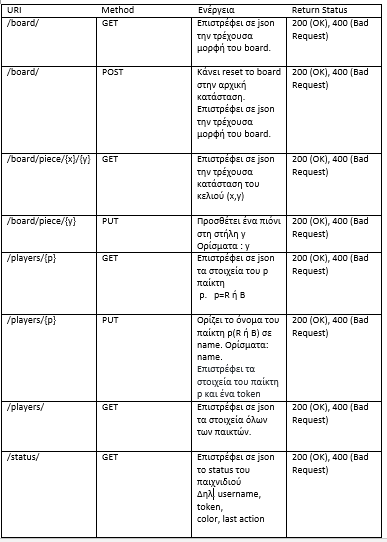 URI Method Ενέργεια Return Status
/board/ GET Επιστρέφει σε json 200 (OK), 400 (Bad
την τρέχουσα Request)
μορφή του board.
/board/ POST Κάνει reset το board 200 (OK), 400 (Bad
στην αρχική Request)
κατάσταση.
Επιστρέφει σε json
την τρέχουσα
μορφή του board.
/board/piece/{x}/{y} GET Επιστρέφει σε json 200 (OK), 400 (Bad
την τρέχουσα Request)
κατάσταση του
κελιού (x,y)
/board/piece/{y} PUT Προσθέτει ένα πιόνι 200 (OK), 400 (Bad
στη στήλη y Request)
Ορίσματα : y
/players/{p} GET Επιστρέφει σε json 200 (OK), 400 (Bad
τα στοιχεία του p Request)
παίκτη
p. p=R ή B
/players/{p} PUT Ορίζει το όνομα του 200 (OK), 400 (Bad
παίκτη p(R ή B) σε Request)
name. Ορίσματα:
name.
Επιστρέφει τα
στοιχεία του παίκτη
p και ένα token
/players/ GET Επιστρέφει σε json 200 (OK), 400 (Bad
τα στοιχεία όλων Request)
των παικτών.
/status/ GET Επιστρέφει σε json 200 (OK), 400 (Bad
το status του Request)
παιχνιδιού
Δηλ username,
token,
color, last action